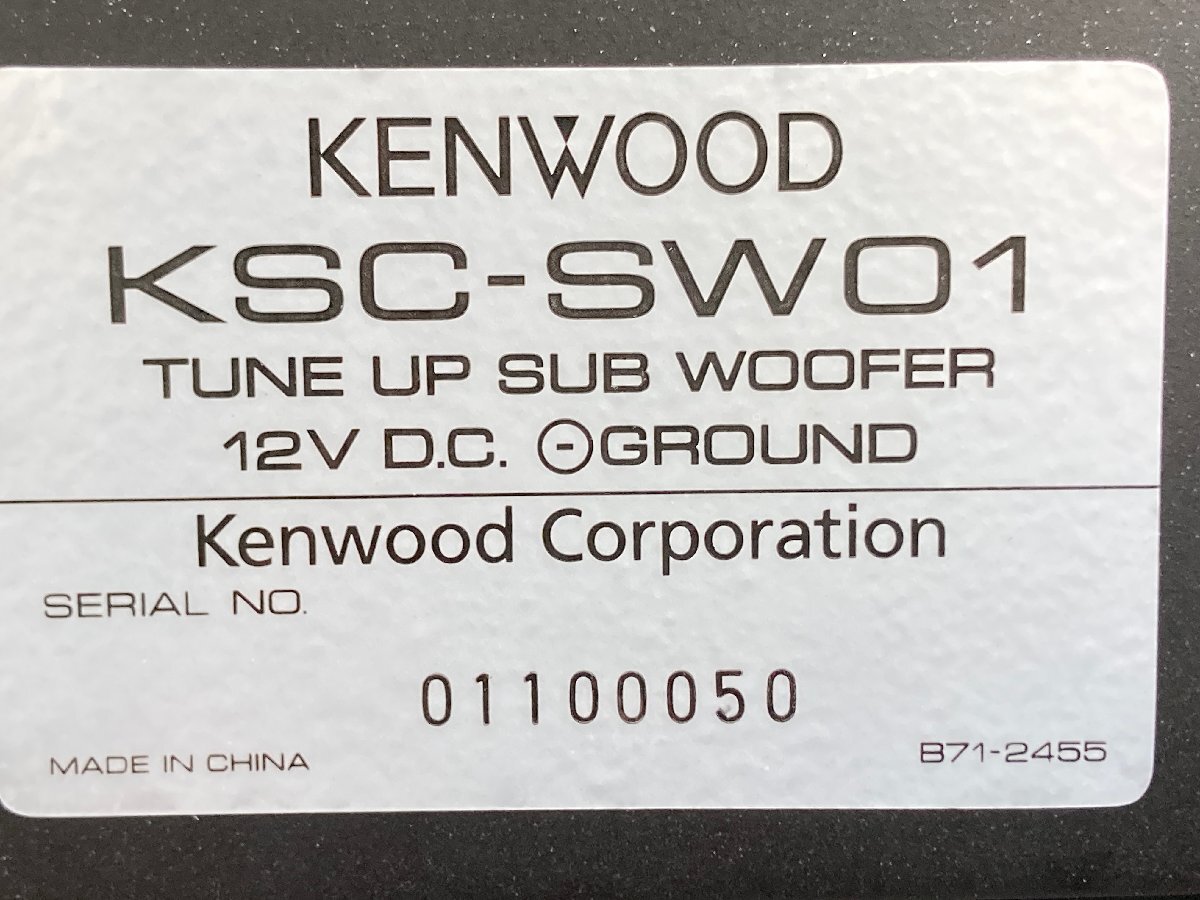 KENWOOD
KSC-SW01
TUNE UP SUB WOOFER
12V D.C. ⊖GROUND
Kenwood Corporation
SERIAL NO.
01100050
MADE IN CHINA
B71-2455